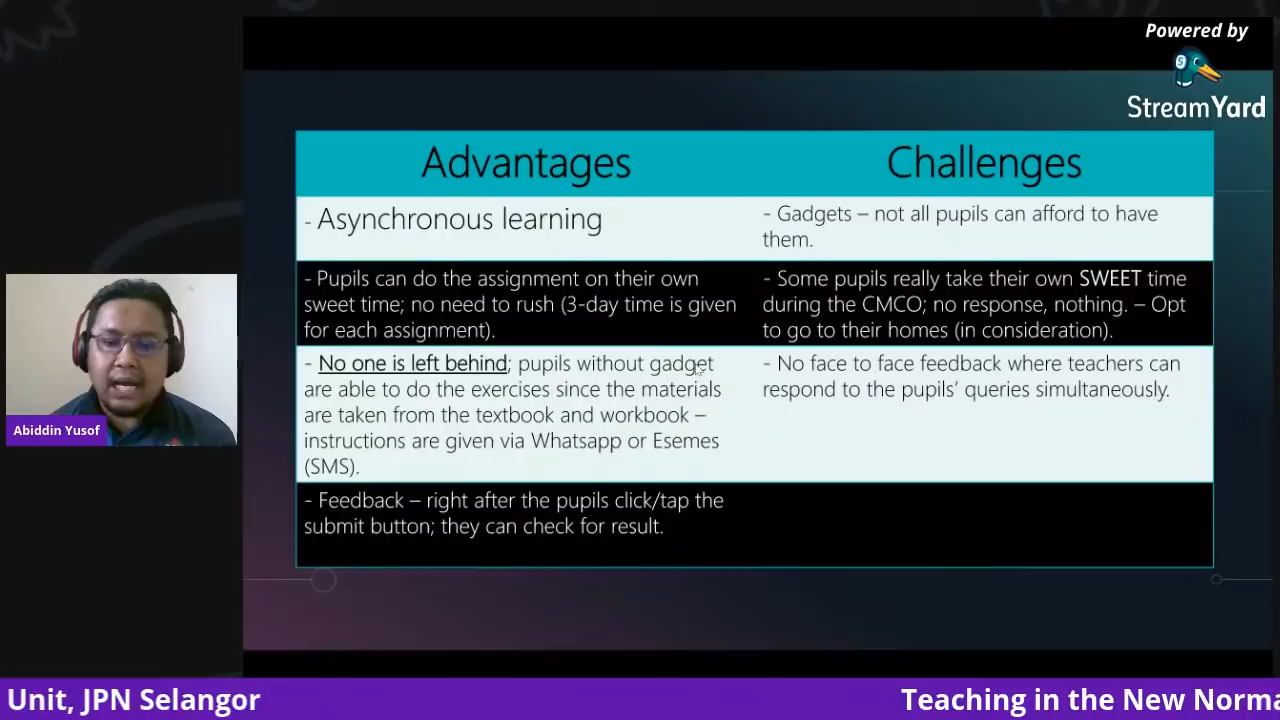 Powered by
StreamYard
Advantages
Challenges
- Asynchronous learning
- Gadgets – not all pupils can afford to have
them.
- Pupils can do the assignment on their own
sweet time; no need to rush (3-day time is given
for each assignment).
- Some pupils really take their own SWEET time
during the CMCO; no response, nothing. – Opt
to go to their homes (in consideration).
- No one is left behind; pupils without gadget
are able to do the exercises since the materials
are taken from the textbook and workbook –
instructions are given via Whatsapp or Esemes
(SMS).
- No face to face feedback where teachers can
respond to the pupils' queries simultaneously.
- Feedback – right after the pupils click/tap the
submit button; they can check for result.
Abiddin Yusof
Unit, JPN Selangor
Teaching in the New Norma